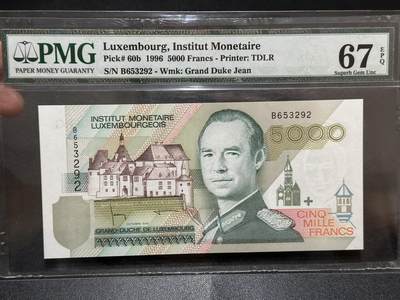 PMG
PAPER MONEY GUARANTY
Luxembourg, Institut Monetaire
Pick# 60b 1996 5000 Francs - Printer: TDLR
S/N B653292 - Wmk: Grand Duke Jean
67 EPQ
Superb Gem Unc
INSTITUT MONETAIRE
LUXEMBOURGEOIS
B653292
B653292
5000
GRAND-DUCHE DE LUXEMBOURG
CINQ
MILLE
FRANCS